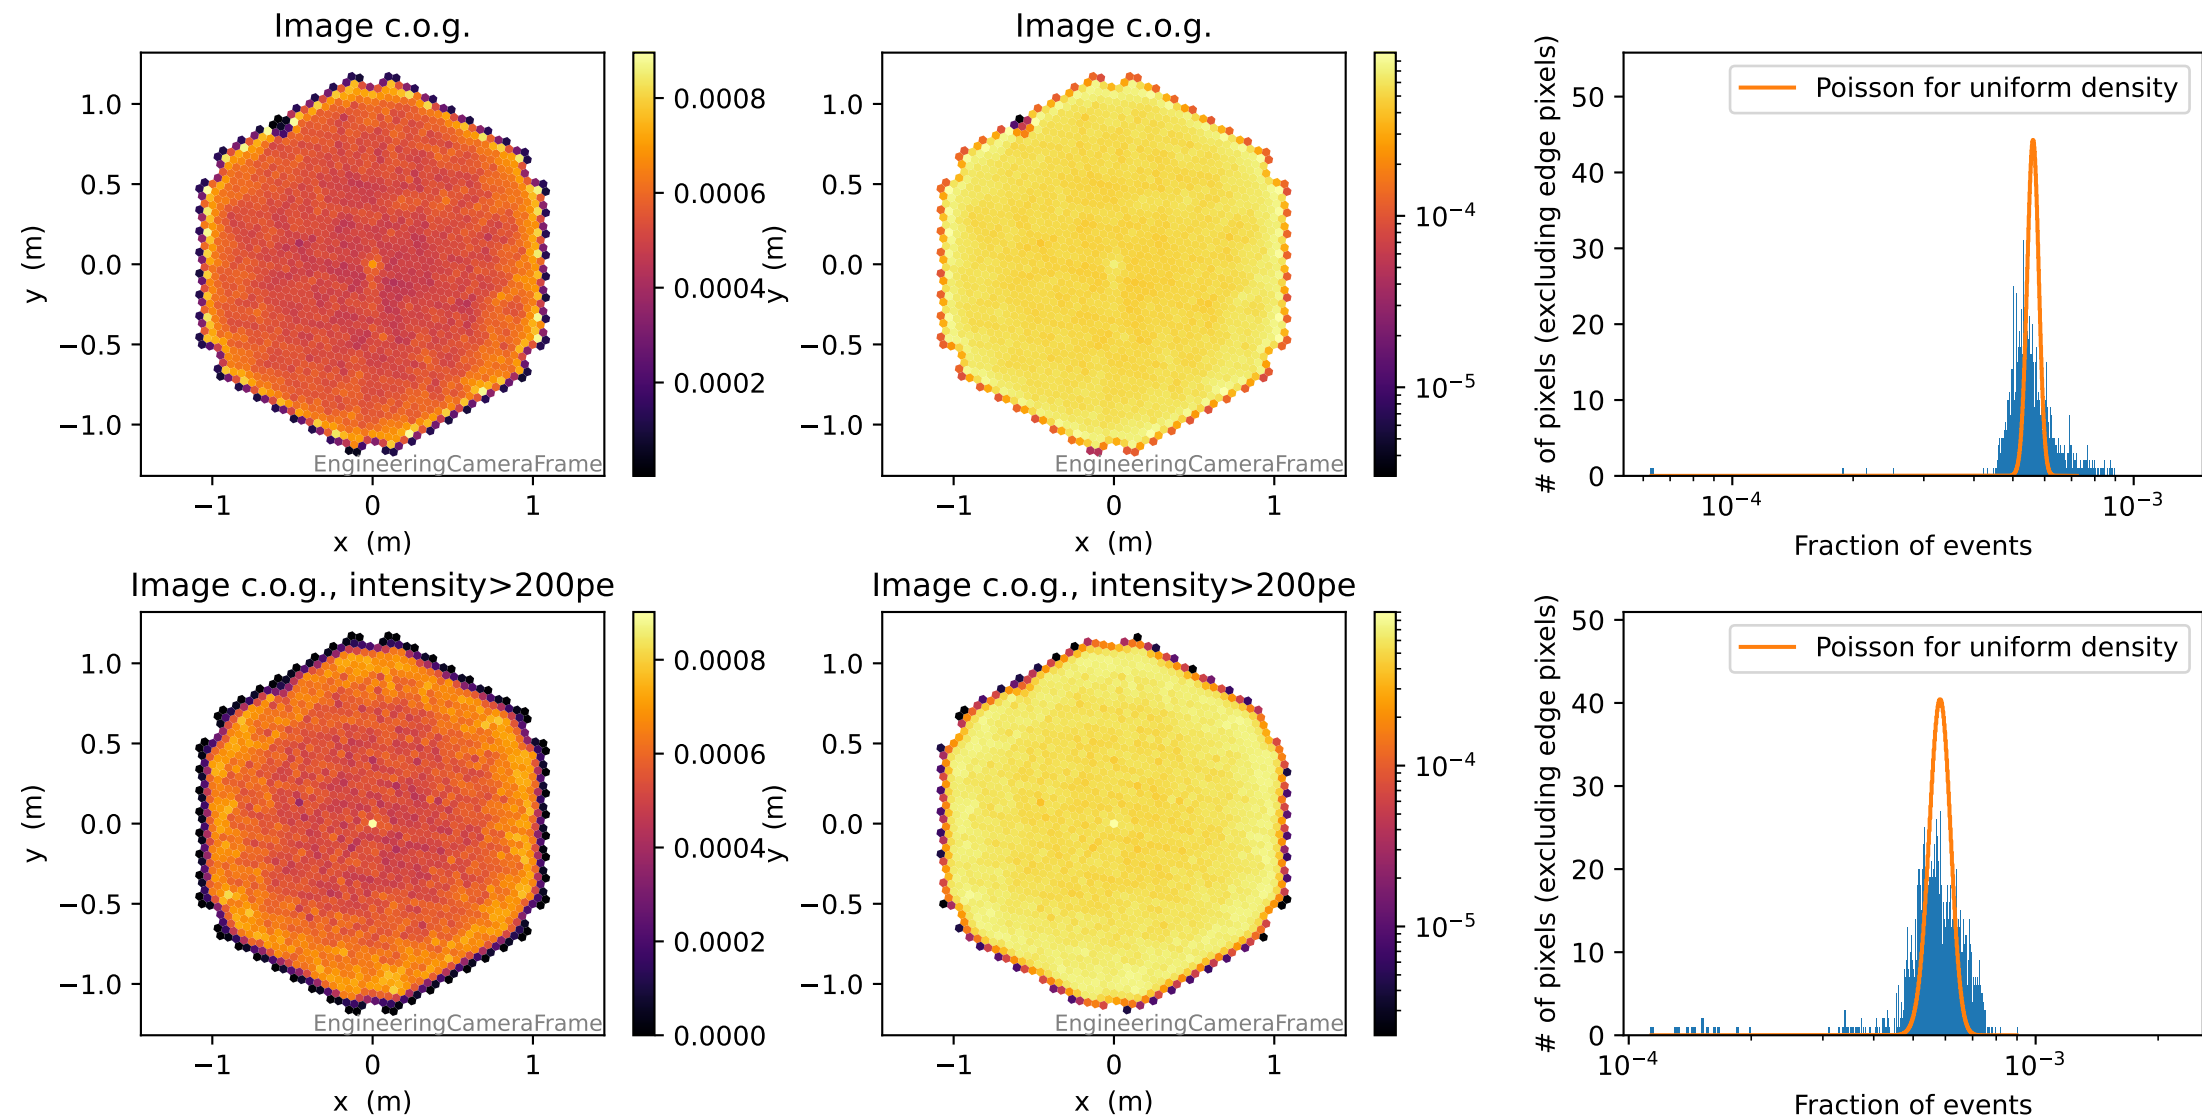 Image c.o.g.
1.0
0.5
0.0
−0.5
−1.0
y (m)
−1
0
1
x (m)
EngineeringCameraFrame
0.0008
0.0006
0.0004
0.0002
Image c.o.g.
1.0
0.5
0.0
−0.5
−1.0
y (m)
−1
0
1
x (m)
EngineeringCameraFrame
10⁻⁴
10⁻⁵
# of pixels (excluding edge pixels)
50
40
30
20
10
0
Poisson for uniform density
10⁻⁴
10⁻³
Fraction of events
Image c.o.g., intensity>200pe
1.0
0.5
0.0
−0.5
−1.0
y (m)
−1
0
1
x (m)
EngineeringCameraFrame
0.0008
0.0006
0.0004
0.0002
0.0000
Image c.o.g., intensity>200pe
1.0
0.5
0.0
−0.5
−1.0
y (m)
−1
0
1
x (m)
EngineeringCameraFrame
10⁻⁴
10⁻⁵
# of pixels (excluding edge pixels)
50
40
30
20
10
0
Poisson for uniform density
10⁻⁴
10⁻³
Fraction of events